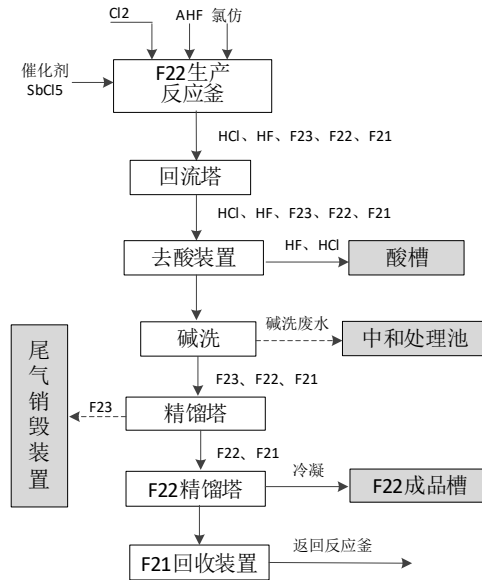 Cl2
AHF 氯仿
催化剂
SbCl5
F22生产
反应釜
HCl、HF、F23、F22、F21
回流塔
HCl、HF、F23、F22、F21
去酸装置
HF、HCl
酸槽
碱洗
碱洗废水
中和处理池
尾气销毁装置
F23、F22、F21
F23
精馏塔
F22、F21
F22精馏塔
冷凝
F22成品槽
F21回收装置
返回反应釜